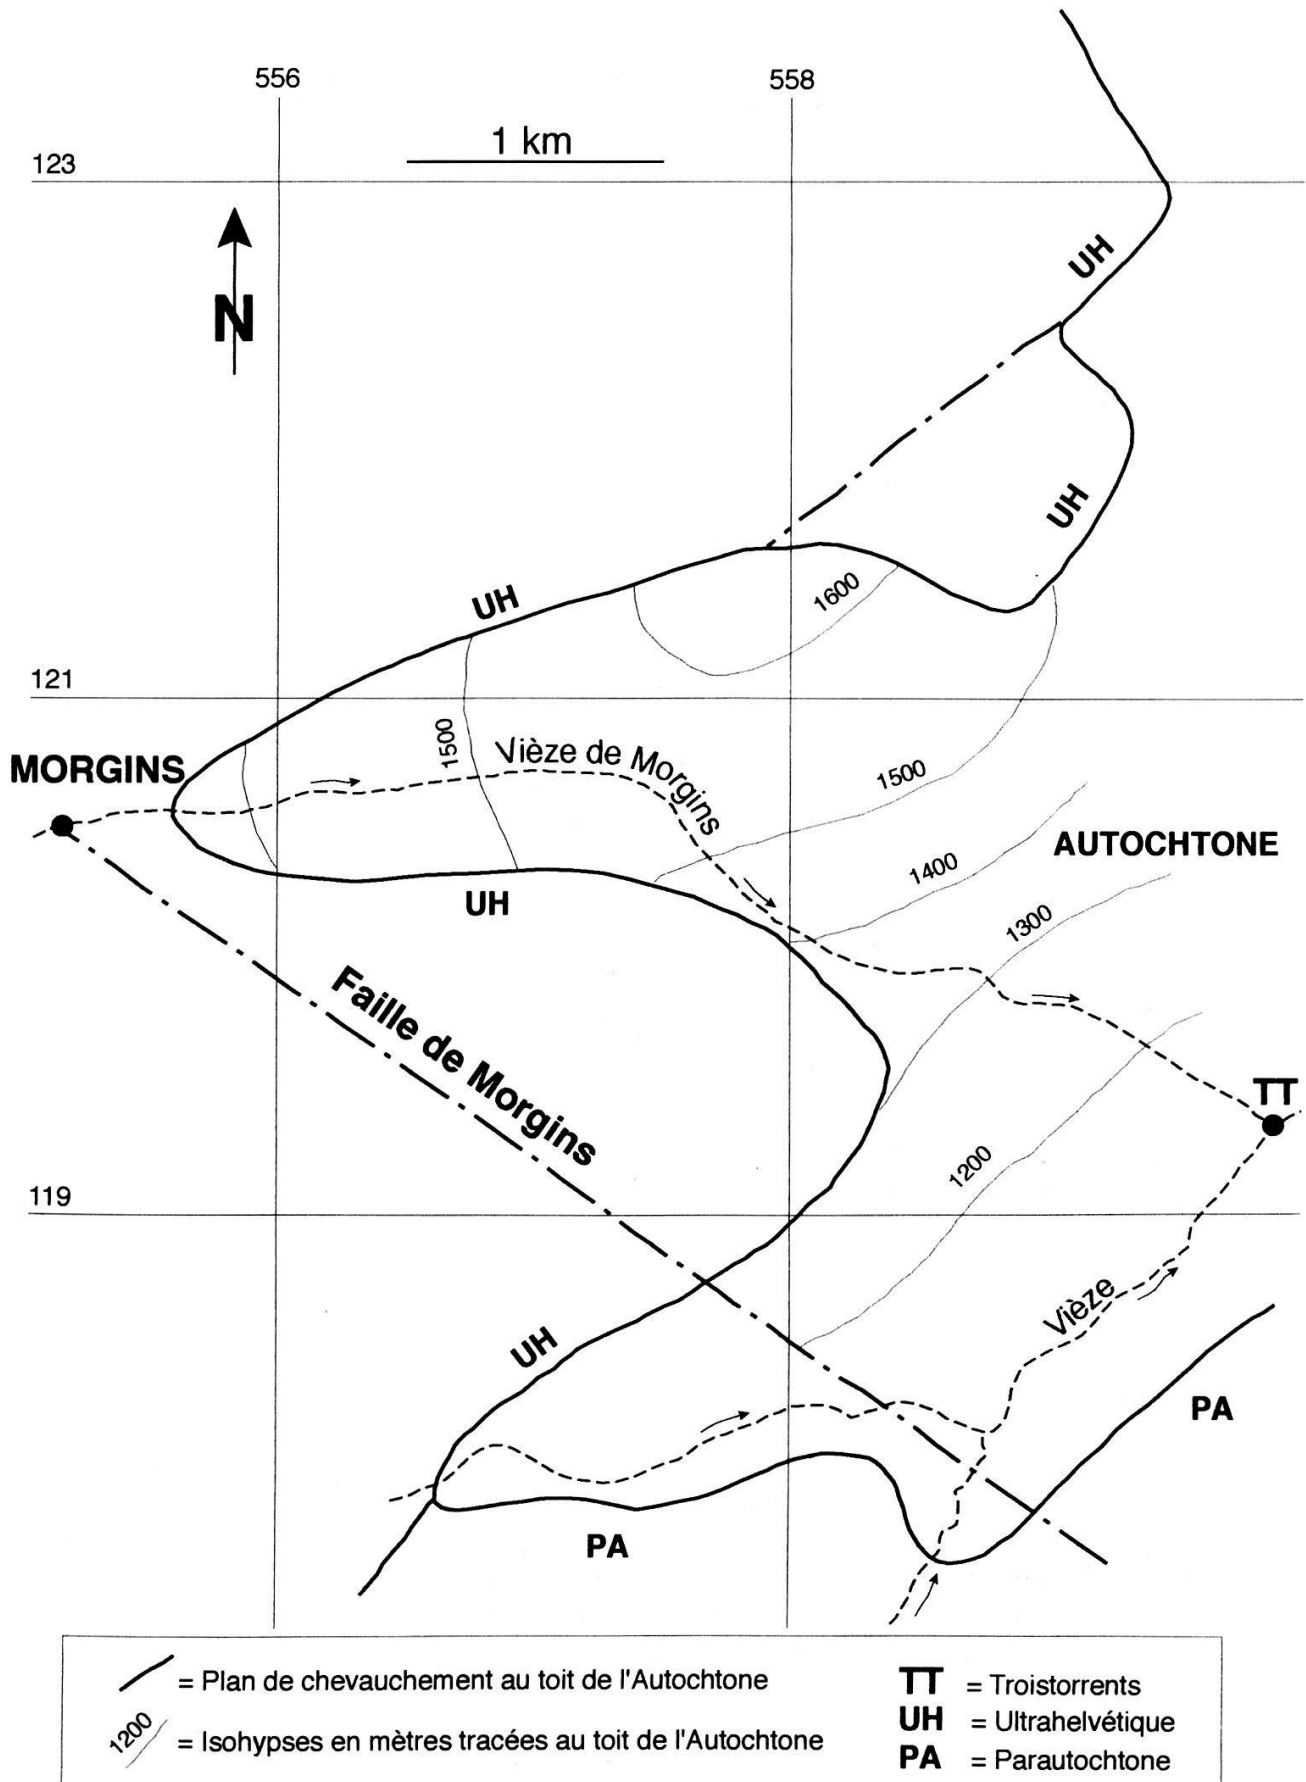 556
558
1 km
123
N
UH
UH
1600
UH
121
1500
Vièze de Morgins
MORGINS
1500
AUTOCHTONE
1400
UH
1300
Faille de Morgins
TT
1200
119
Vièze
UH
PA
PA
= Plan de chevauchement au toit de l'Autochtone
1200 = Isohypses en mètres tracées au toit de l'Autochtone
TT = Troistorrents
UH = Ultrahelvétique
PA = Parautochtone